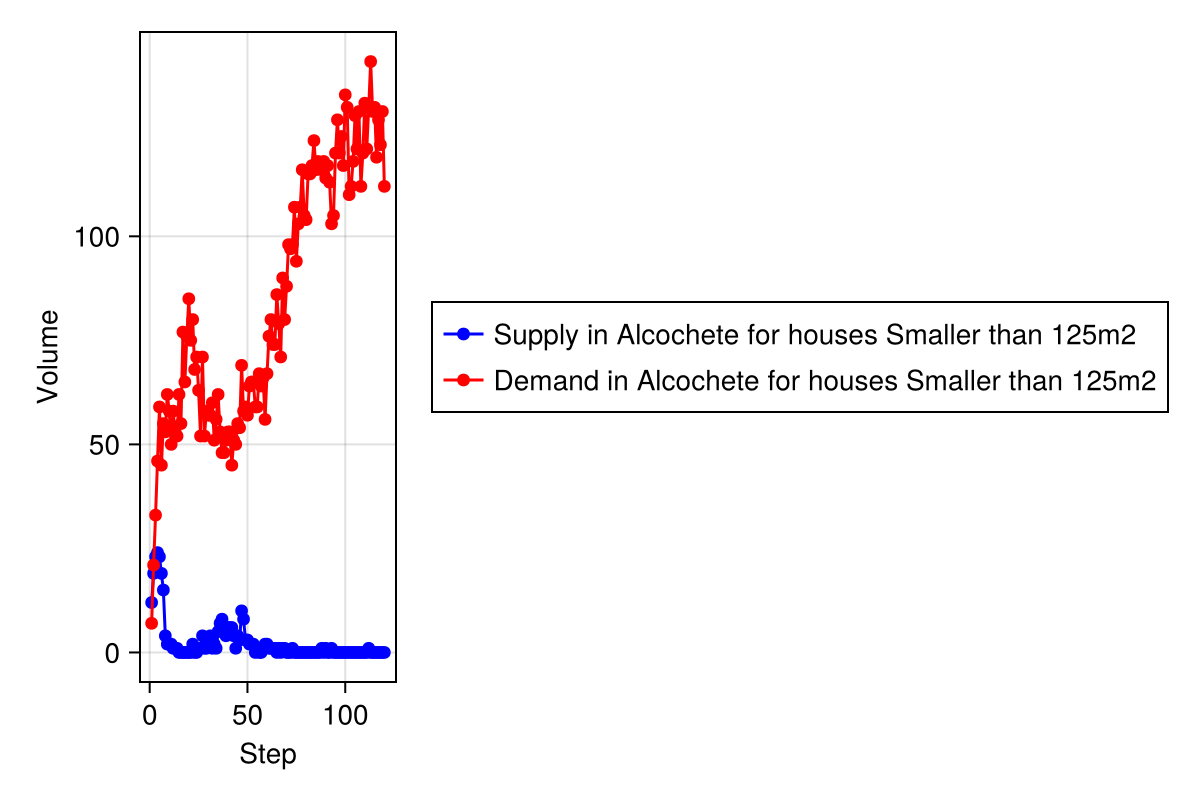 Volume
100
50
0
0 50 100
Step
Supply in Alcochete for houses Smaller than 125m2
Demand in Alcochete for houses Smaller than 125m2